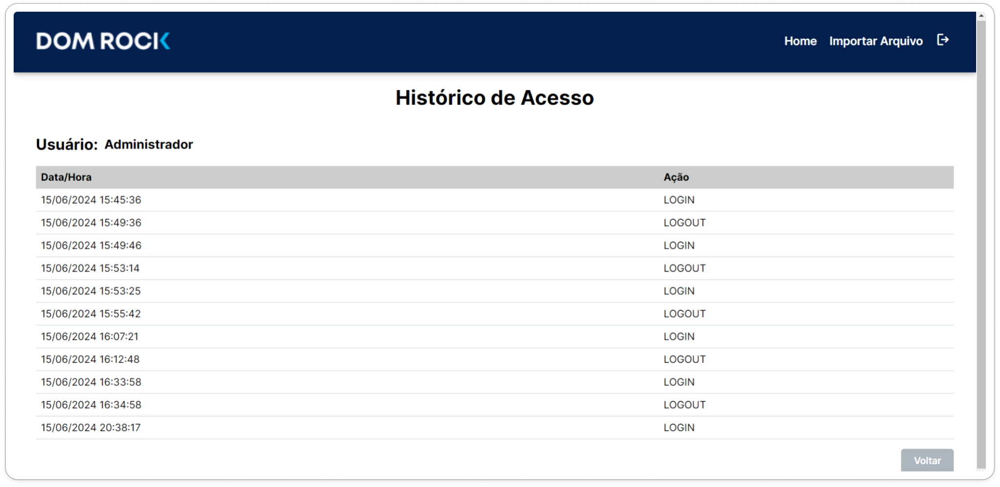 DOM ROCK
Home Importar Arquivo
Histórico de Acesso
Usuário: Administrador
Data/Hora Ação
15/06/2024 15:45:36 LOGIN
15/06/2024 15:49:36 LOGOUT
15/06/2024 15:49:46 LOGIN
15/06/2024 15:53:14 LOGOUT
15/06/2024 15:53:25 LOGIN
15/06/2024 15:55:42 LOGOUT
15/06/2024 16:07:21 LOGIN
15/06/2024 16:12:48 LOGOUT
15/06/2024 16:33:58 LOGIN
15/06/2024 16:34:58 LOGOUT
15/06/2024 20:38:17 LOGIN
Voltar